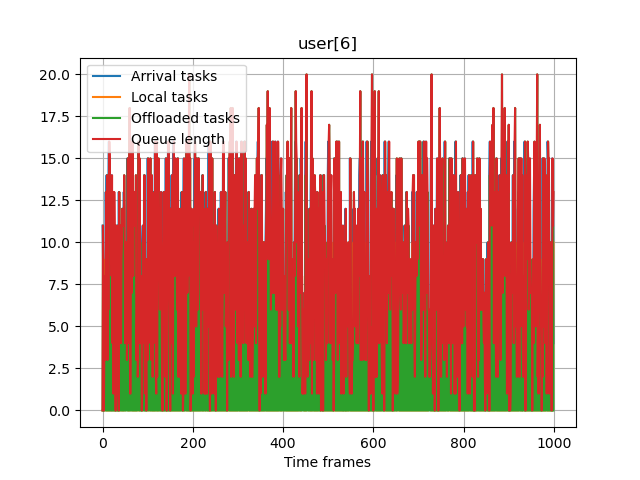 user[6]
Arrival tasks
Local tasks
Offloaded tasks
Queue length
20.0
17.5
15.0
12.5
10.0
7.5
5.0
2.5
0.0
0 200 400 600 800 1000
Time frames